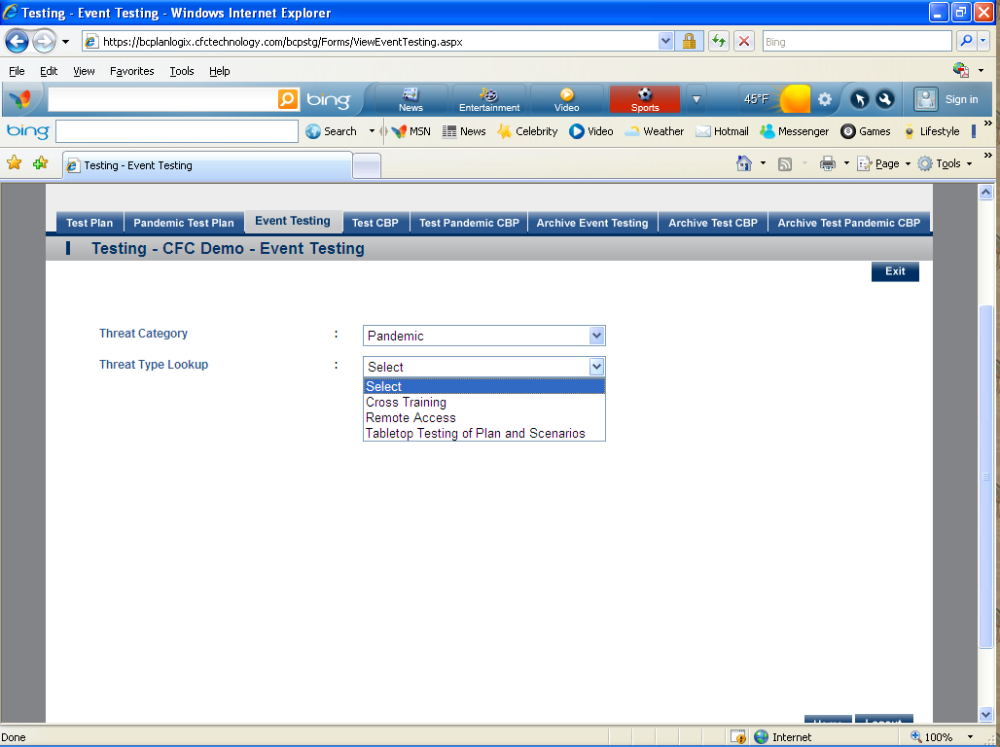 Testing - Event Testing - Windows Internet Explorer
https://bcplanlogix.cfctechnology.com/bcpstg/Forms/ViewEventTesting.aspx
Bing
File Edit View Favorites Tools Help
bing News Entertainment Video Sports 45°F Sign in
bing Search MSN News Celebrity Video Weather Hotmail Messenger Games Lifestyle
Testing - Event Testing
Page Tools
Test Plan Pandemic Test Plan Event Testing Test CBP Test Pandemic CBP Archive Event Testing Archive Test CBP Archive Test Pandemic CBP
Testing - CFC Demo - Event Testing
Exit
Threat Category : Pandemic
Threat Type Lookup : Select
Select
Cross Training
Remote Access
Tabletop Testing of Plan and Scenarios
Done Internet 100%